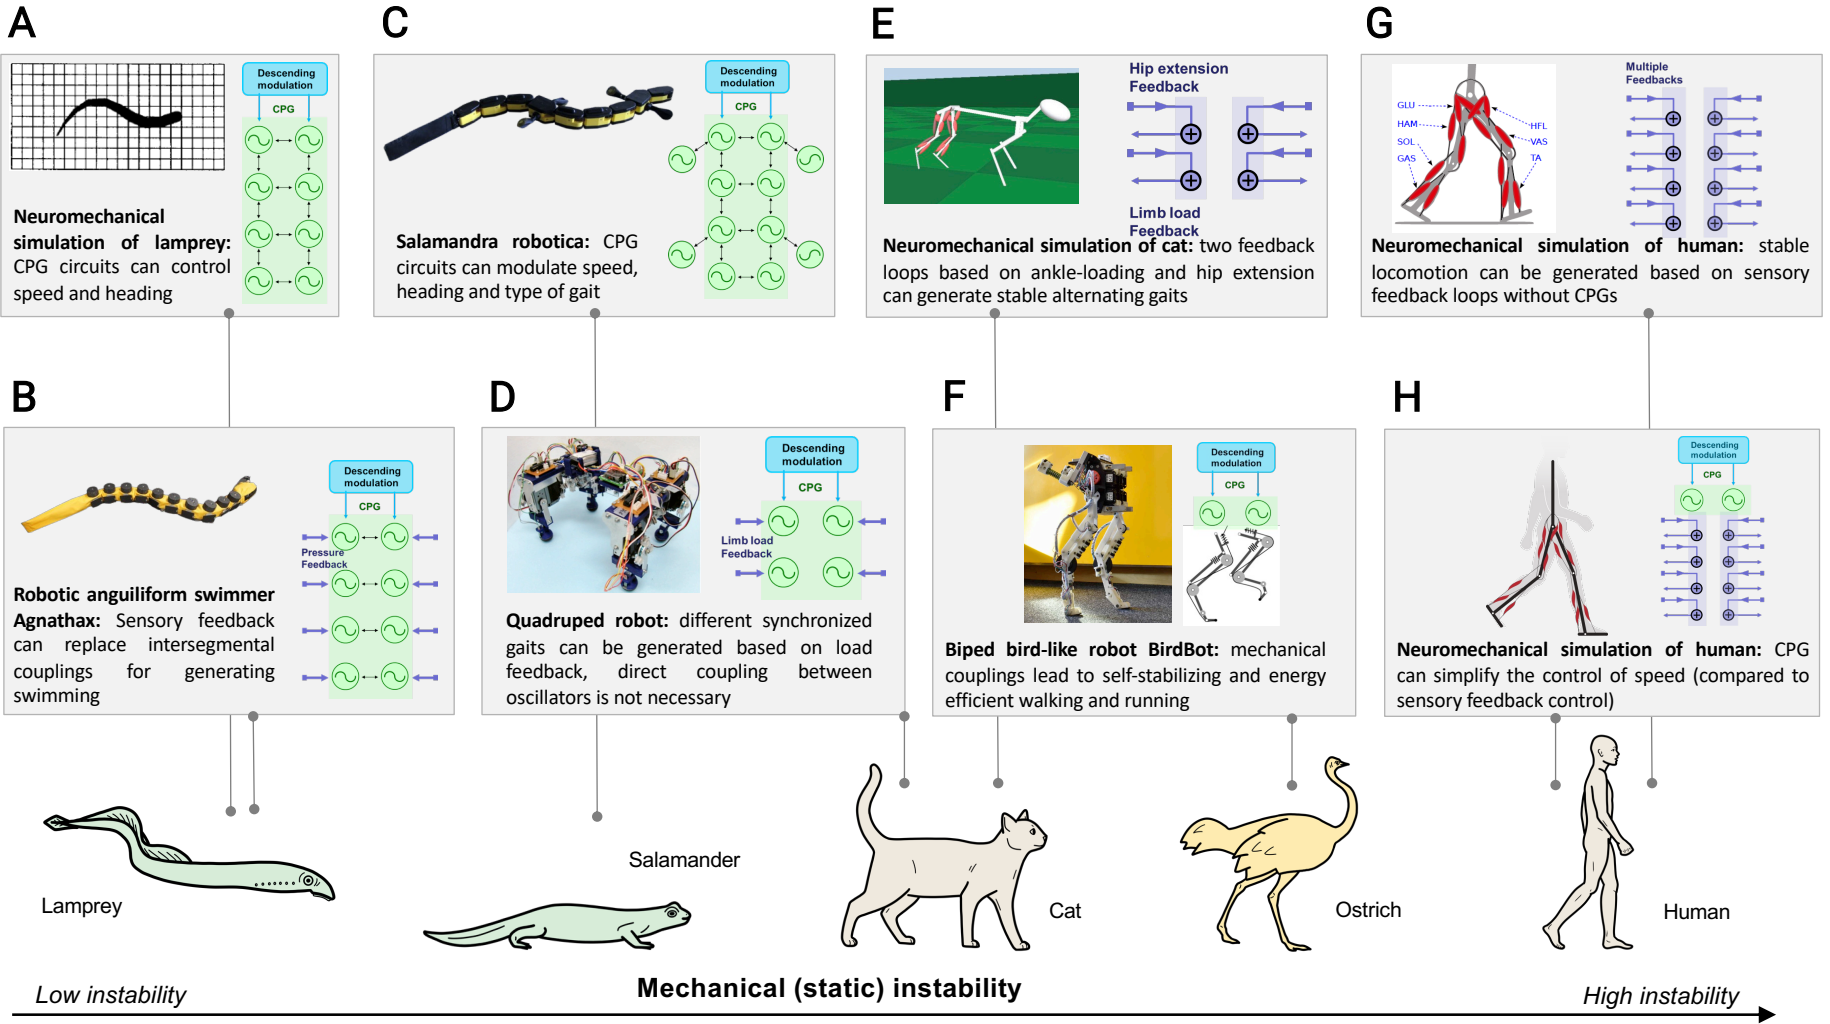 A
Descending
modulation
CPG
Neuromechanical
simulation of lamprey:
CPG circuits can control
speed and heading
C
Descending
modulation
CPG
Salamandra robotica: CPG
circuits can modulate speed,
heading and type of gait
E
Hip extension
Feedback
Limb load
Feedback
Neuromechanical simulation of cat: two feedback
loops based on ankle-loading and hip extension
can generate stable alternating gaits
G
GLU
HAM
SOL
GAS
HFL
VAS
TA
Multiple
Feedbacks
Neuromechanical simulation of human: stable
locomotion can be generated based on sensory
feedback loops without CPGs
B
Descending
modulation
CPG
Pressure
Feedback
Robotic anguiliform swimmer
Agnathax: Sensory feedback
can replace intersegmental
couplings for generating
swimming
D
Descending
modulation
CPG
Limb load
Feedback
Quadruped robot: different synchronized
gaits can be generated based on load
feedback, direct coupling between
oscillators is not necessary
F
Descending
modulation
CPG
Biped bird-like robot BirdBot: mechanical
couplings lead to self-stabilizing and energy
efficient walking and running
H
Descending
modulation
CPG
Neuromechanical simulation of human: CPG
can simplify the control of speed (compared to
sensory feedback control)
Lamprey
Salamander
Cat
Ostrich
Human
Low instability
Mechanical (static) instability
High instability